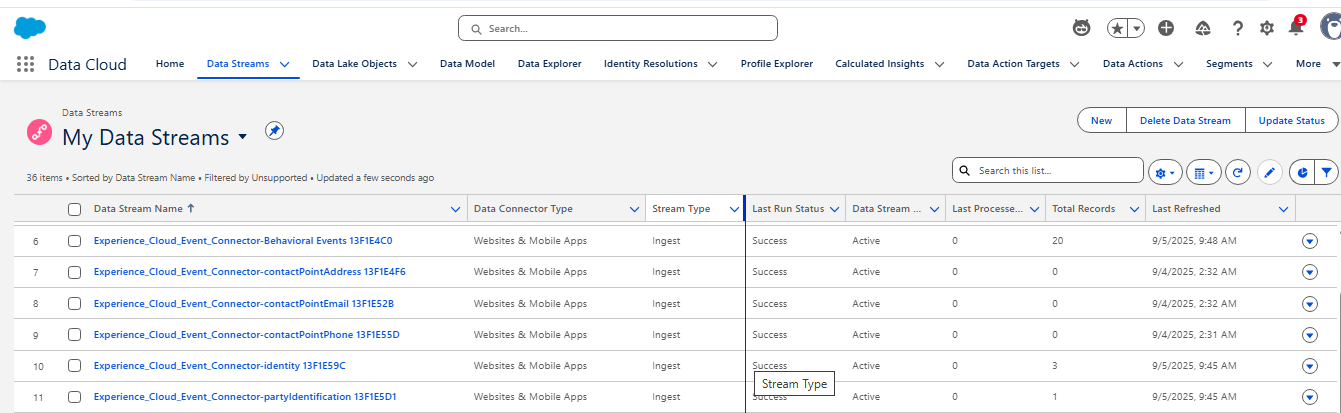 Search...
3
Data Cloud Home Data Streams Data Lake Objects Data Model Data Explorer Identity Resolutions Profile Explorer Calculated Insights Data Action Targets Data Actions Segments More
Data Streams
My Data Streams
New Delete Data Stream Update Status
36 items • Sorted by Data Stream Name • Filtered by Unsupported • Updated a few seconds ago
Search this list...
Data Stream Name ↑ Data Connector Type Stream Type Last Run Status Data Stream ... Last Processe... Total Records Last Refreshed
6 Experience_Cloud_Event_Connector-Behavioral Events 13F1E4C0 Websites & Mobile Apps Ingest Success Active 0 20 9/5/2025, 9:48 AM
7 Experience_Cloud_Event_Connector-contactPointAddress 13F1E4F6 Websites & Mobile Apps Ingest Success Active 0 0 9/4/2025, 2:32 AM
8 Experience_Cloud_Event_Connector-contactPointEmail 13F1E52B Websites & Mobile Apps Ingest Success Active 0 0 9/4/2025, 2:32 AM
9 Experience_Cloud_Event_Connector-contactPointPhone 13F1E55D Websites & Mobile Apps Ingest Success Active 0 0 9/4/2025, 2:31 AM
10 Experience_Cloud_Event_Connector-identity 13F1E59C Websites & Mobile Apps Ingest Success Active 0 3 9/5/2025, 9:45 AM
Stream Type
11 Experience_Cloud_Event_Connector-partyIdentification 13F1E5D1 Websites & Mobile Apps Ingest Success Active 0 1 9/5/2025, 9:45 AM